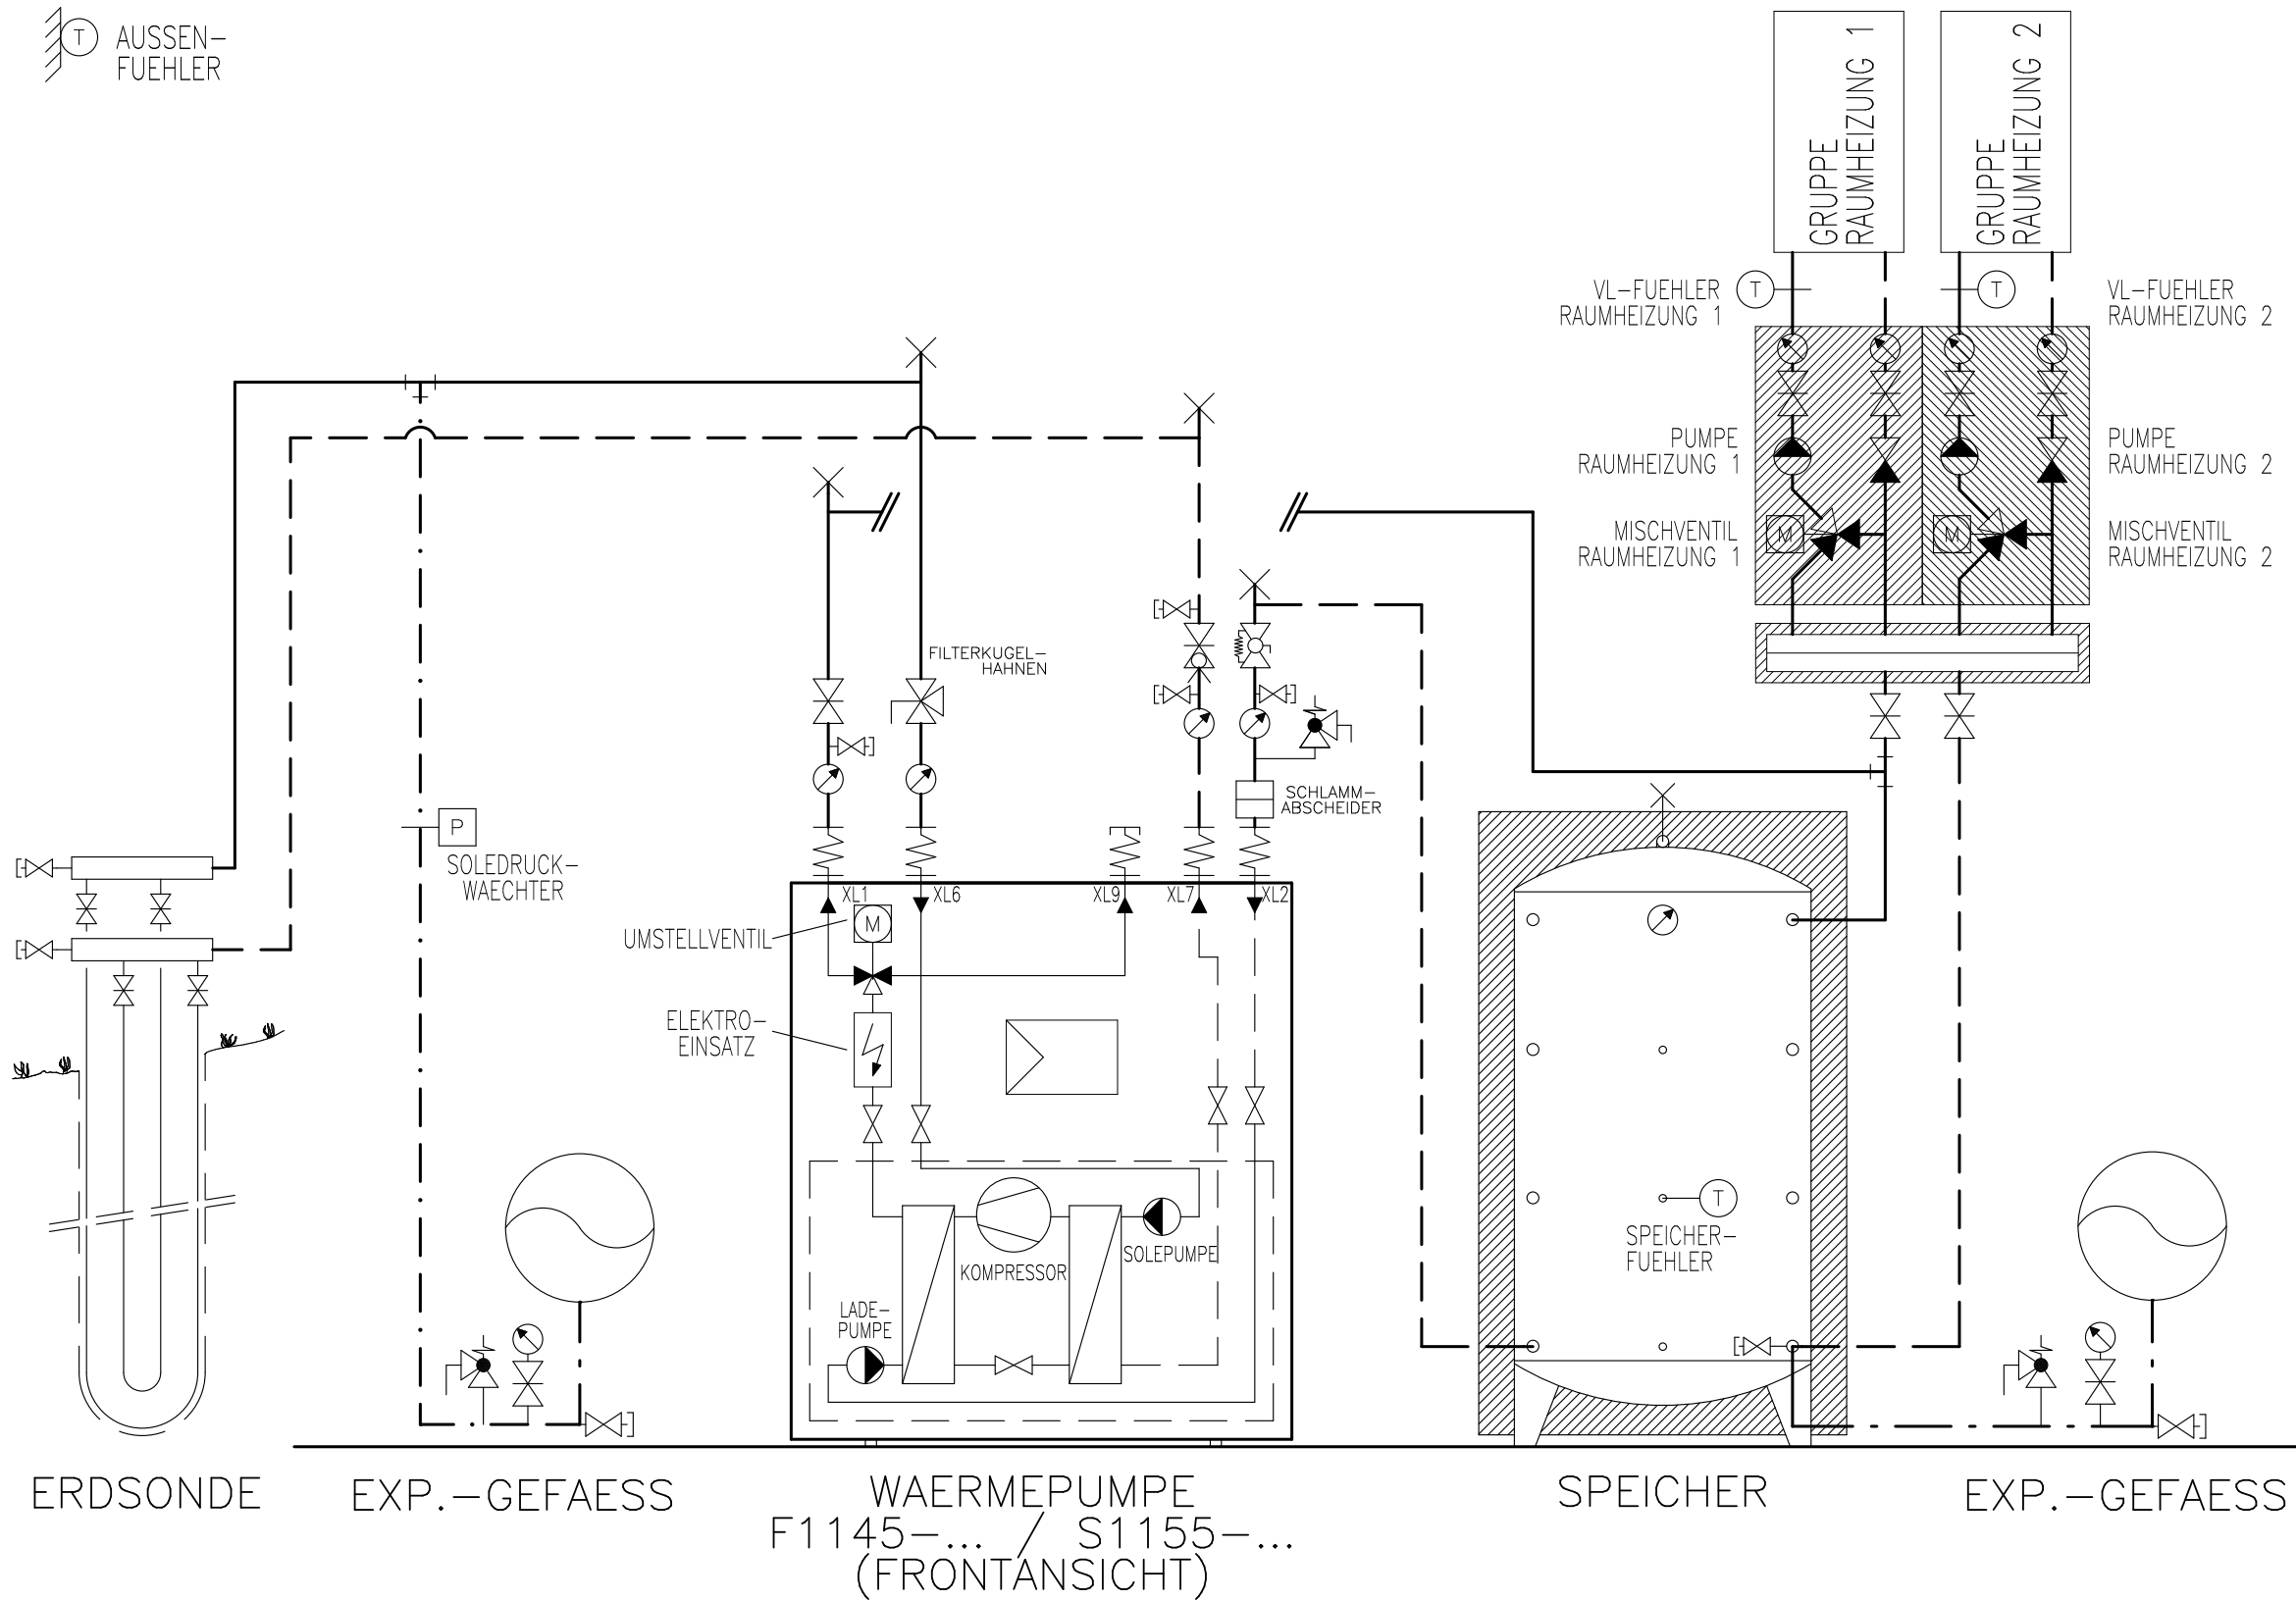 T
AUSSEN-
FUEHLER
GRUPPE
RAUMHEIZUNG 1
GRUPPE
RAUMHEIZUNG 2
VL-FUEHLER
RAUMHEIZUNG 1
T
T
VL-FUEHLER
RAUMHEIZUNG 2
PUMPE
RAUMHEIZUNG 1
PUMPE
RAUMHEIZUNG 2
MISCHVENTIL
RAUMHEIZUNG 1
M
M
MISCHVENTIL
RAUMHEIZUNG 2
FILTERKUGEL-
HAHNEN
SCHLAMM-
ABSCHEIDER
P
SOLEDRUCK-
WAECHTER
XL1
XL6
XL9
XL7
XL2
M
UMSTELLVENTIL
ELEKTRO-
EINSATZ
T
SPEICHER-
FUEHLER
SOLEPUMPE
KOMPRESSOR
LADE-
PUMPE
ERDSONDE
EXP.-GEFAESS
WAERMEPUMPE
F1145-... / S1155-...
(FRONTANSICHT)
SPEICHER
EXP.-GEFAESS